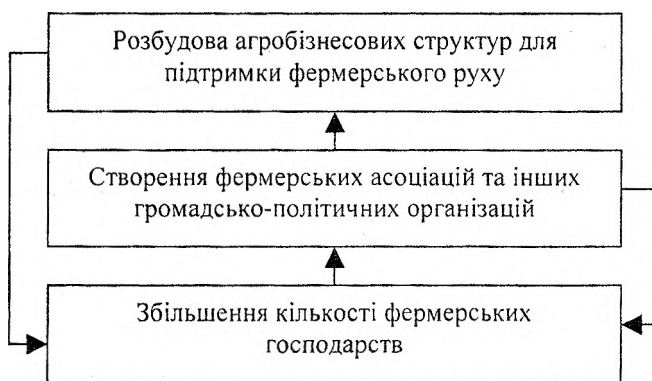 Розбудова агробізнесових структур для
підтримки фермерського руху
Створення фермерських асоціацій та інших
громадсько-політичних організацій
Збільшення кількості фермерських
господарств